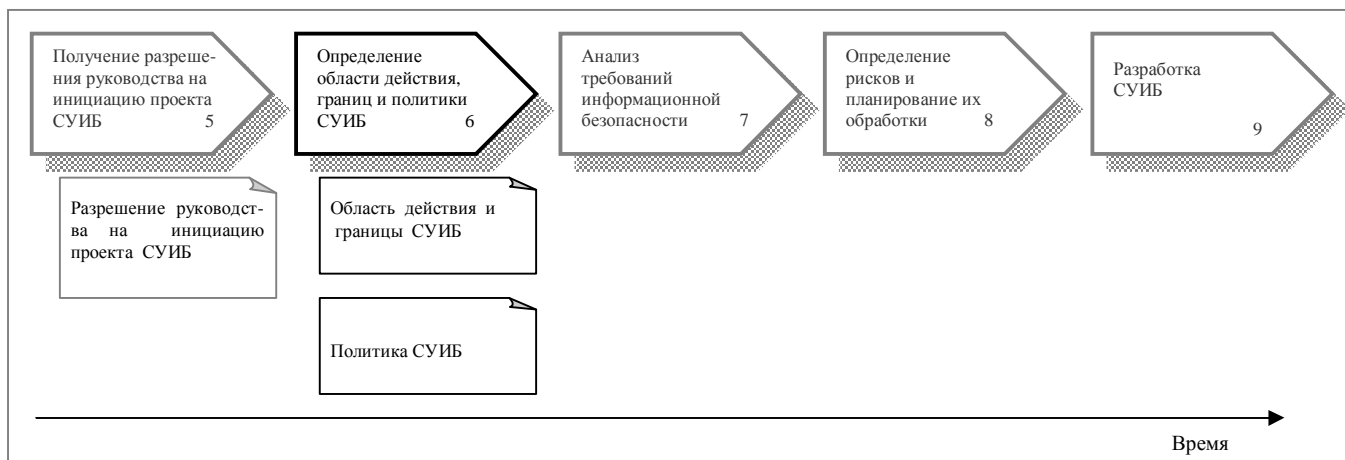 Получение разреше-
ния руководства на
инициацию проекта
СУИБ 5
Определение
области действия,
границ и политики
СУИБ 6
Анализ
требований
информационной
безопасности 7
Определение
рисков и
планирование их
обработки 8
Разработка
СУИБ
9
Разрешение руководст-
ва на инициацию
проекта СУИБ
Область действия и
границы СУИБ
Политика СУИБ
Время